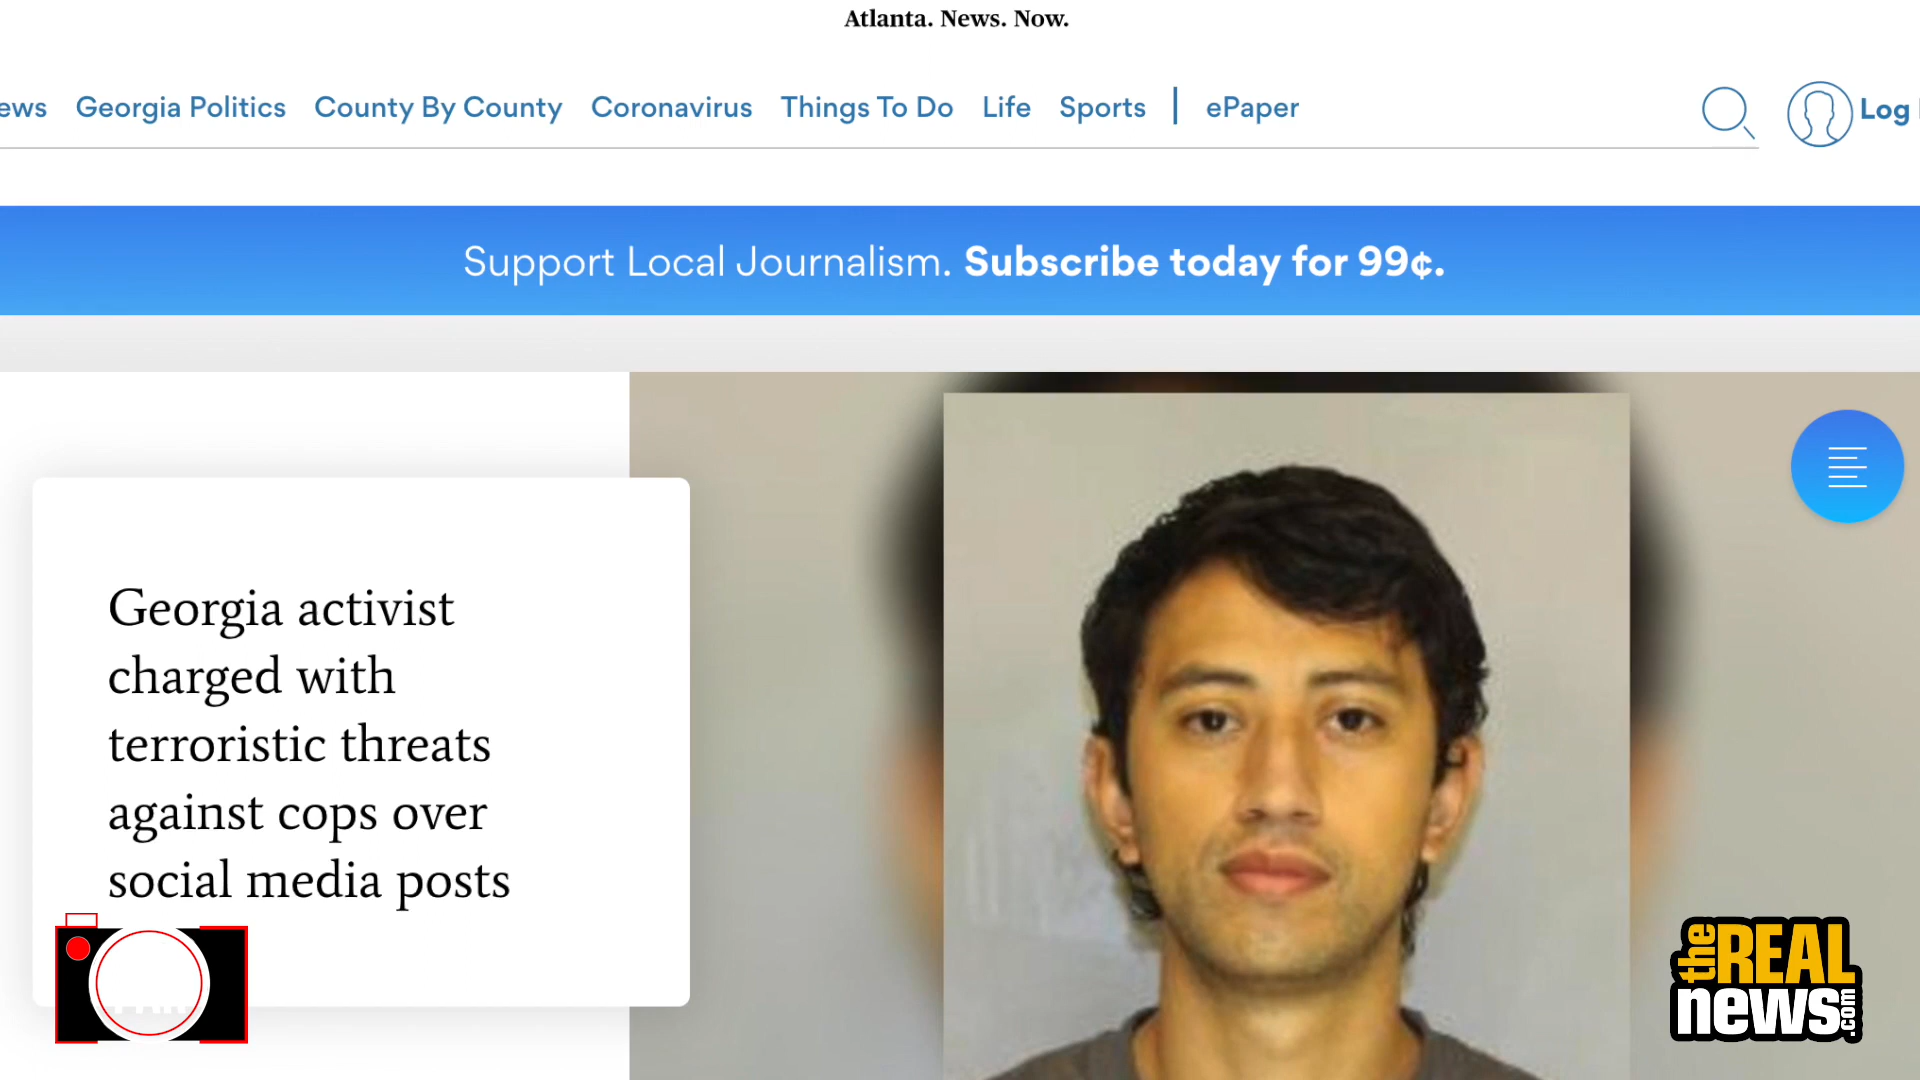 Atlanta. News. Now.
ews Georgia Politics County By County Coronavirus Things To Do Life Sports | ePaper Log
Support Local Journalism. Subscribe today for 99¢.
Georgia activist
charged with
terroristic threats
against cops over
social media posts
the REAL
news.com